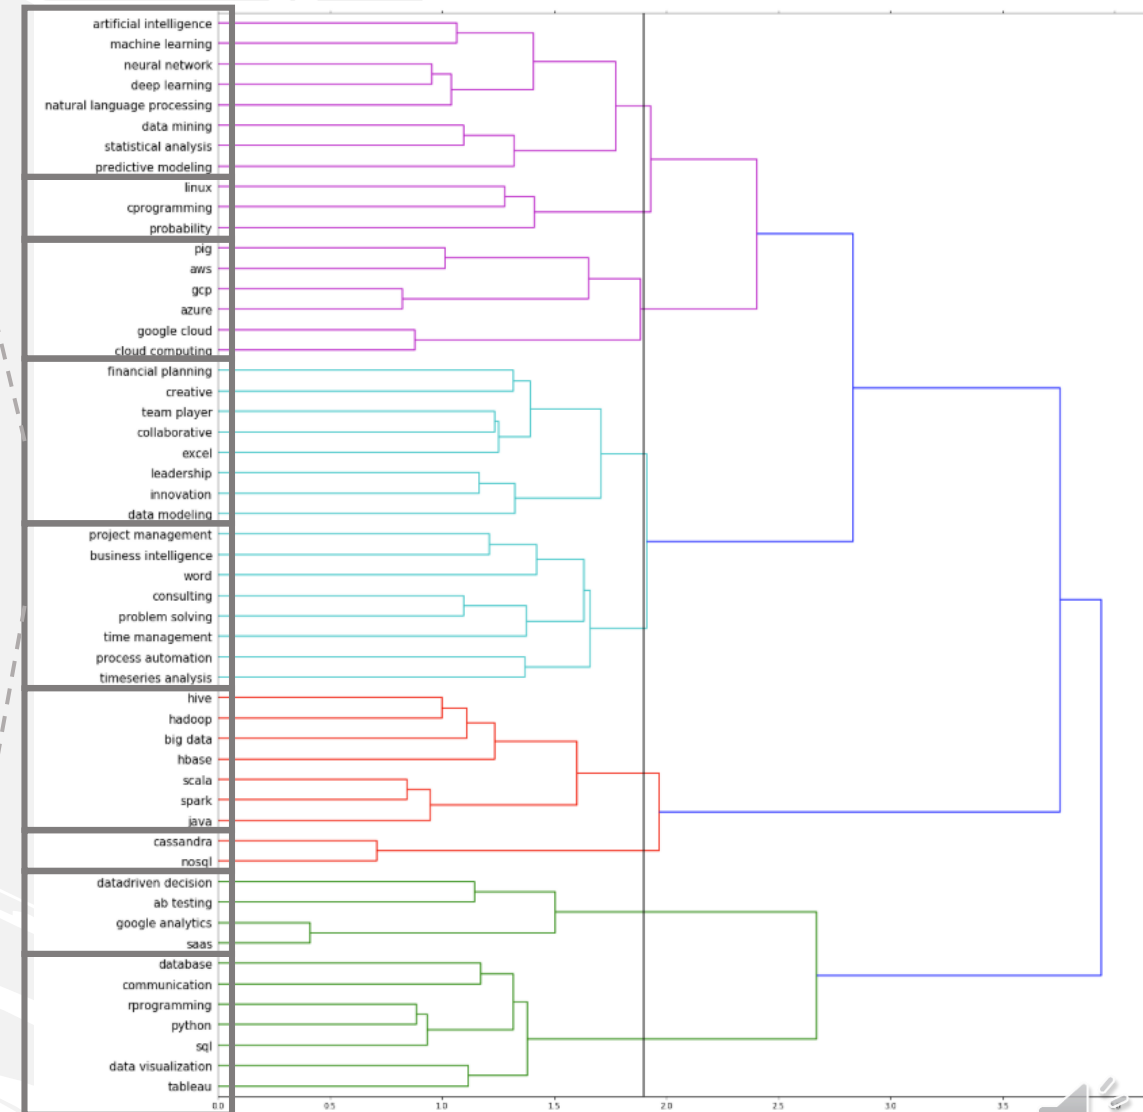 artificial intelligence
machine learning
neural network
deep learning
natural language processing
data mining
statistical analysis
predictive modeling
linux
cprogramming
probability
pig
aws
gcp
azure
google cloud
cloud computing
financial planning
creative
team player
collaborative
excel
leadership
innovation
data modeling
project management
business intelligence
word
consulting
problem solving
time management
process automation
timeseries analysis
hive
hadoop
big data
hbase
scala
spark
java
cassandra
nosql
datadriven decision
ab testing
google analytics
saas
database
communication
rprogramming
python
sql
data visualization
tableau
0.0 0.5 1.0 1.5 2.0 2.5 3.0 3.5